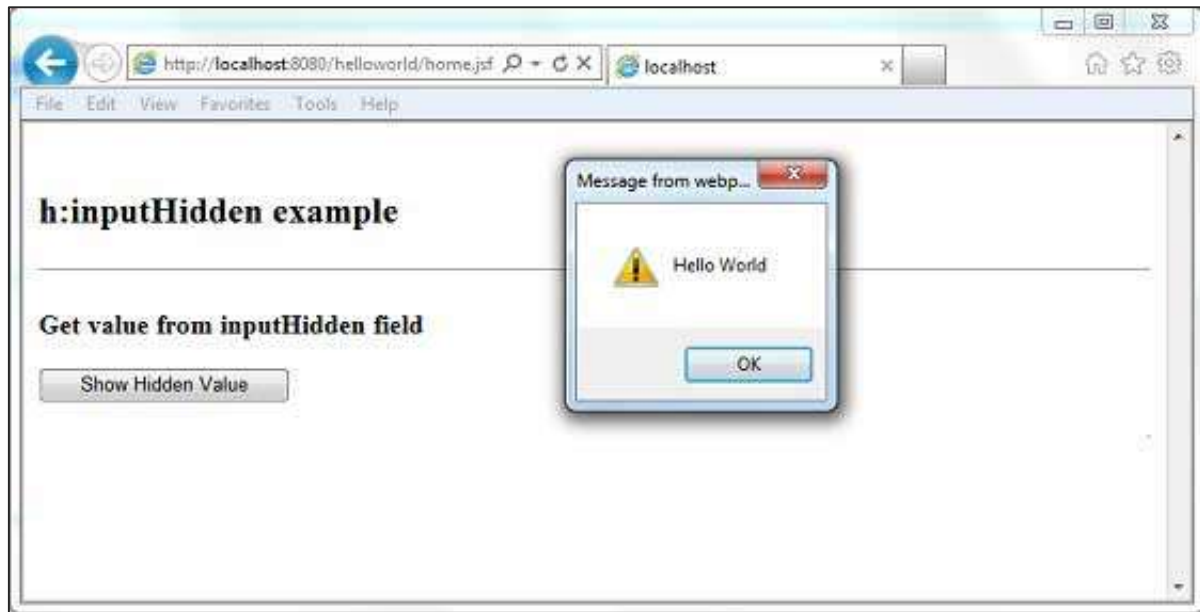 http://localhost:8080/helloworld/home.jsf
localhost
File Edit View Favorites Tools Help
h:inputHidden example
Message from webp...
Hello World
OK
Get value from inputHidden field
Show Hidden Value